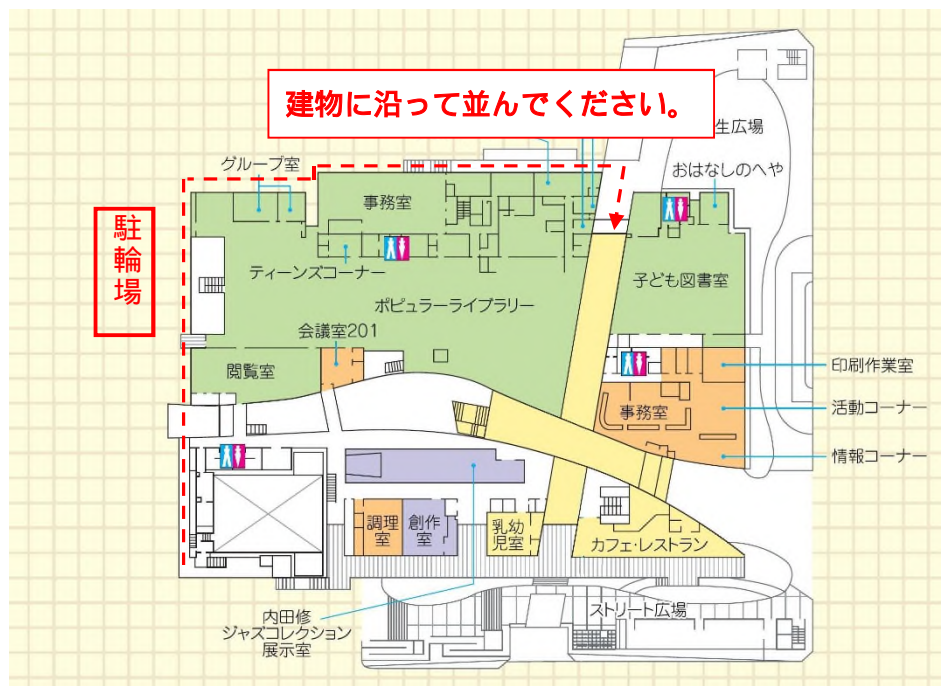 建物に沿って並んでください。
生広場
グループ室
おはなしのへや
事務室
駐輪場
ティーンズコーナー
子ども図書室
ポピュラーライブラリー
会議室201
閲覧室
印刷作業室
事務室
活動コーナー
情報コーナー
調理
室
創作
室
乳幼
児室
カフェ・レストラン
ストリート広場
内田修
ジャズコレクション
展示室